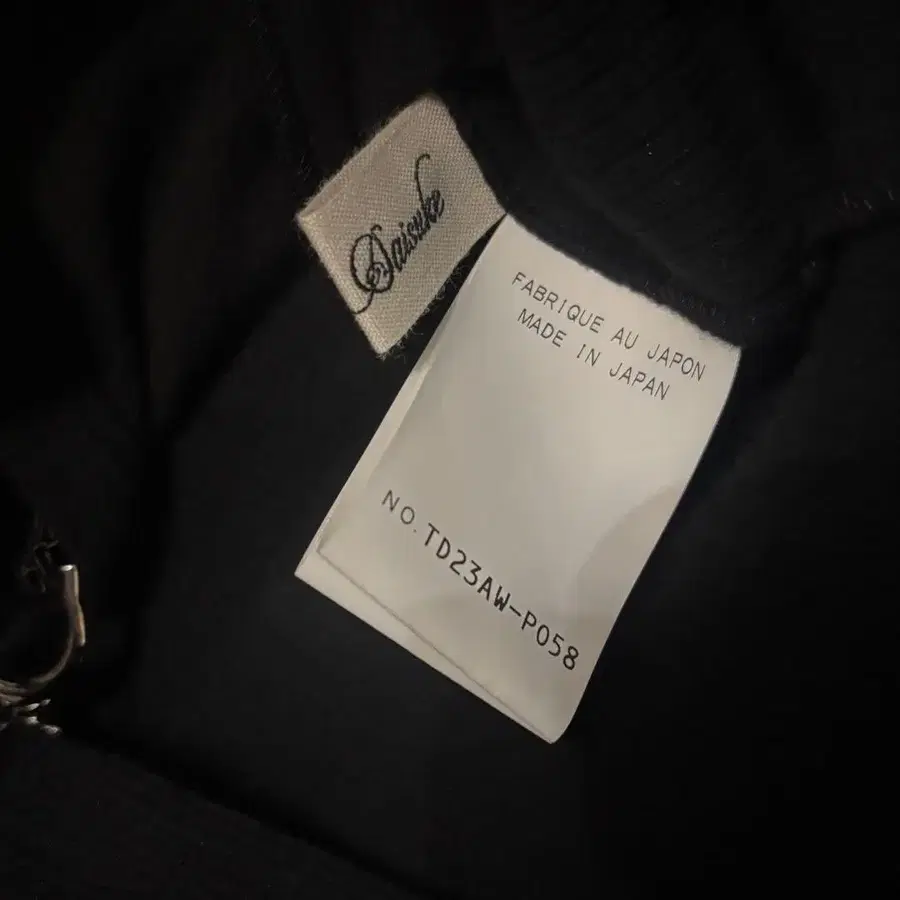 Daisuke
FABRIQUE AU JAPON
MADE IN JAPAN
NO.TD23AW-P058